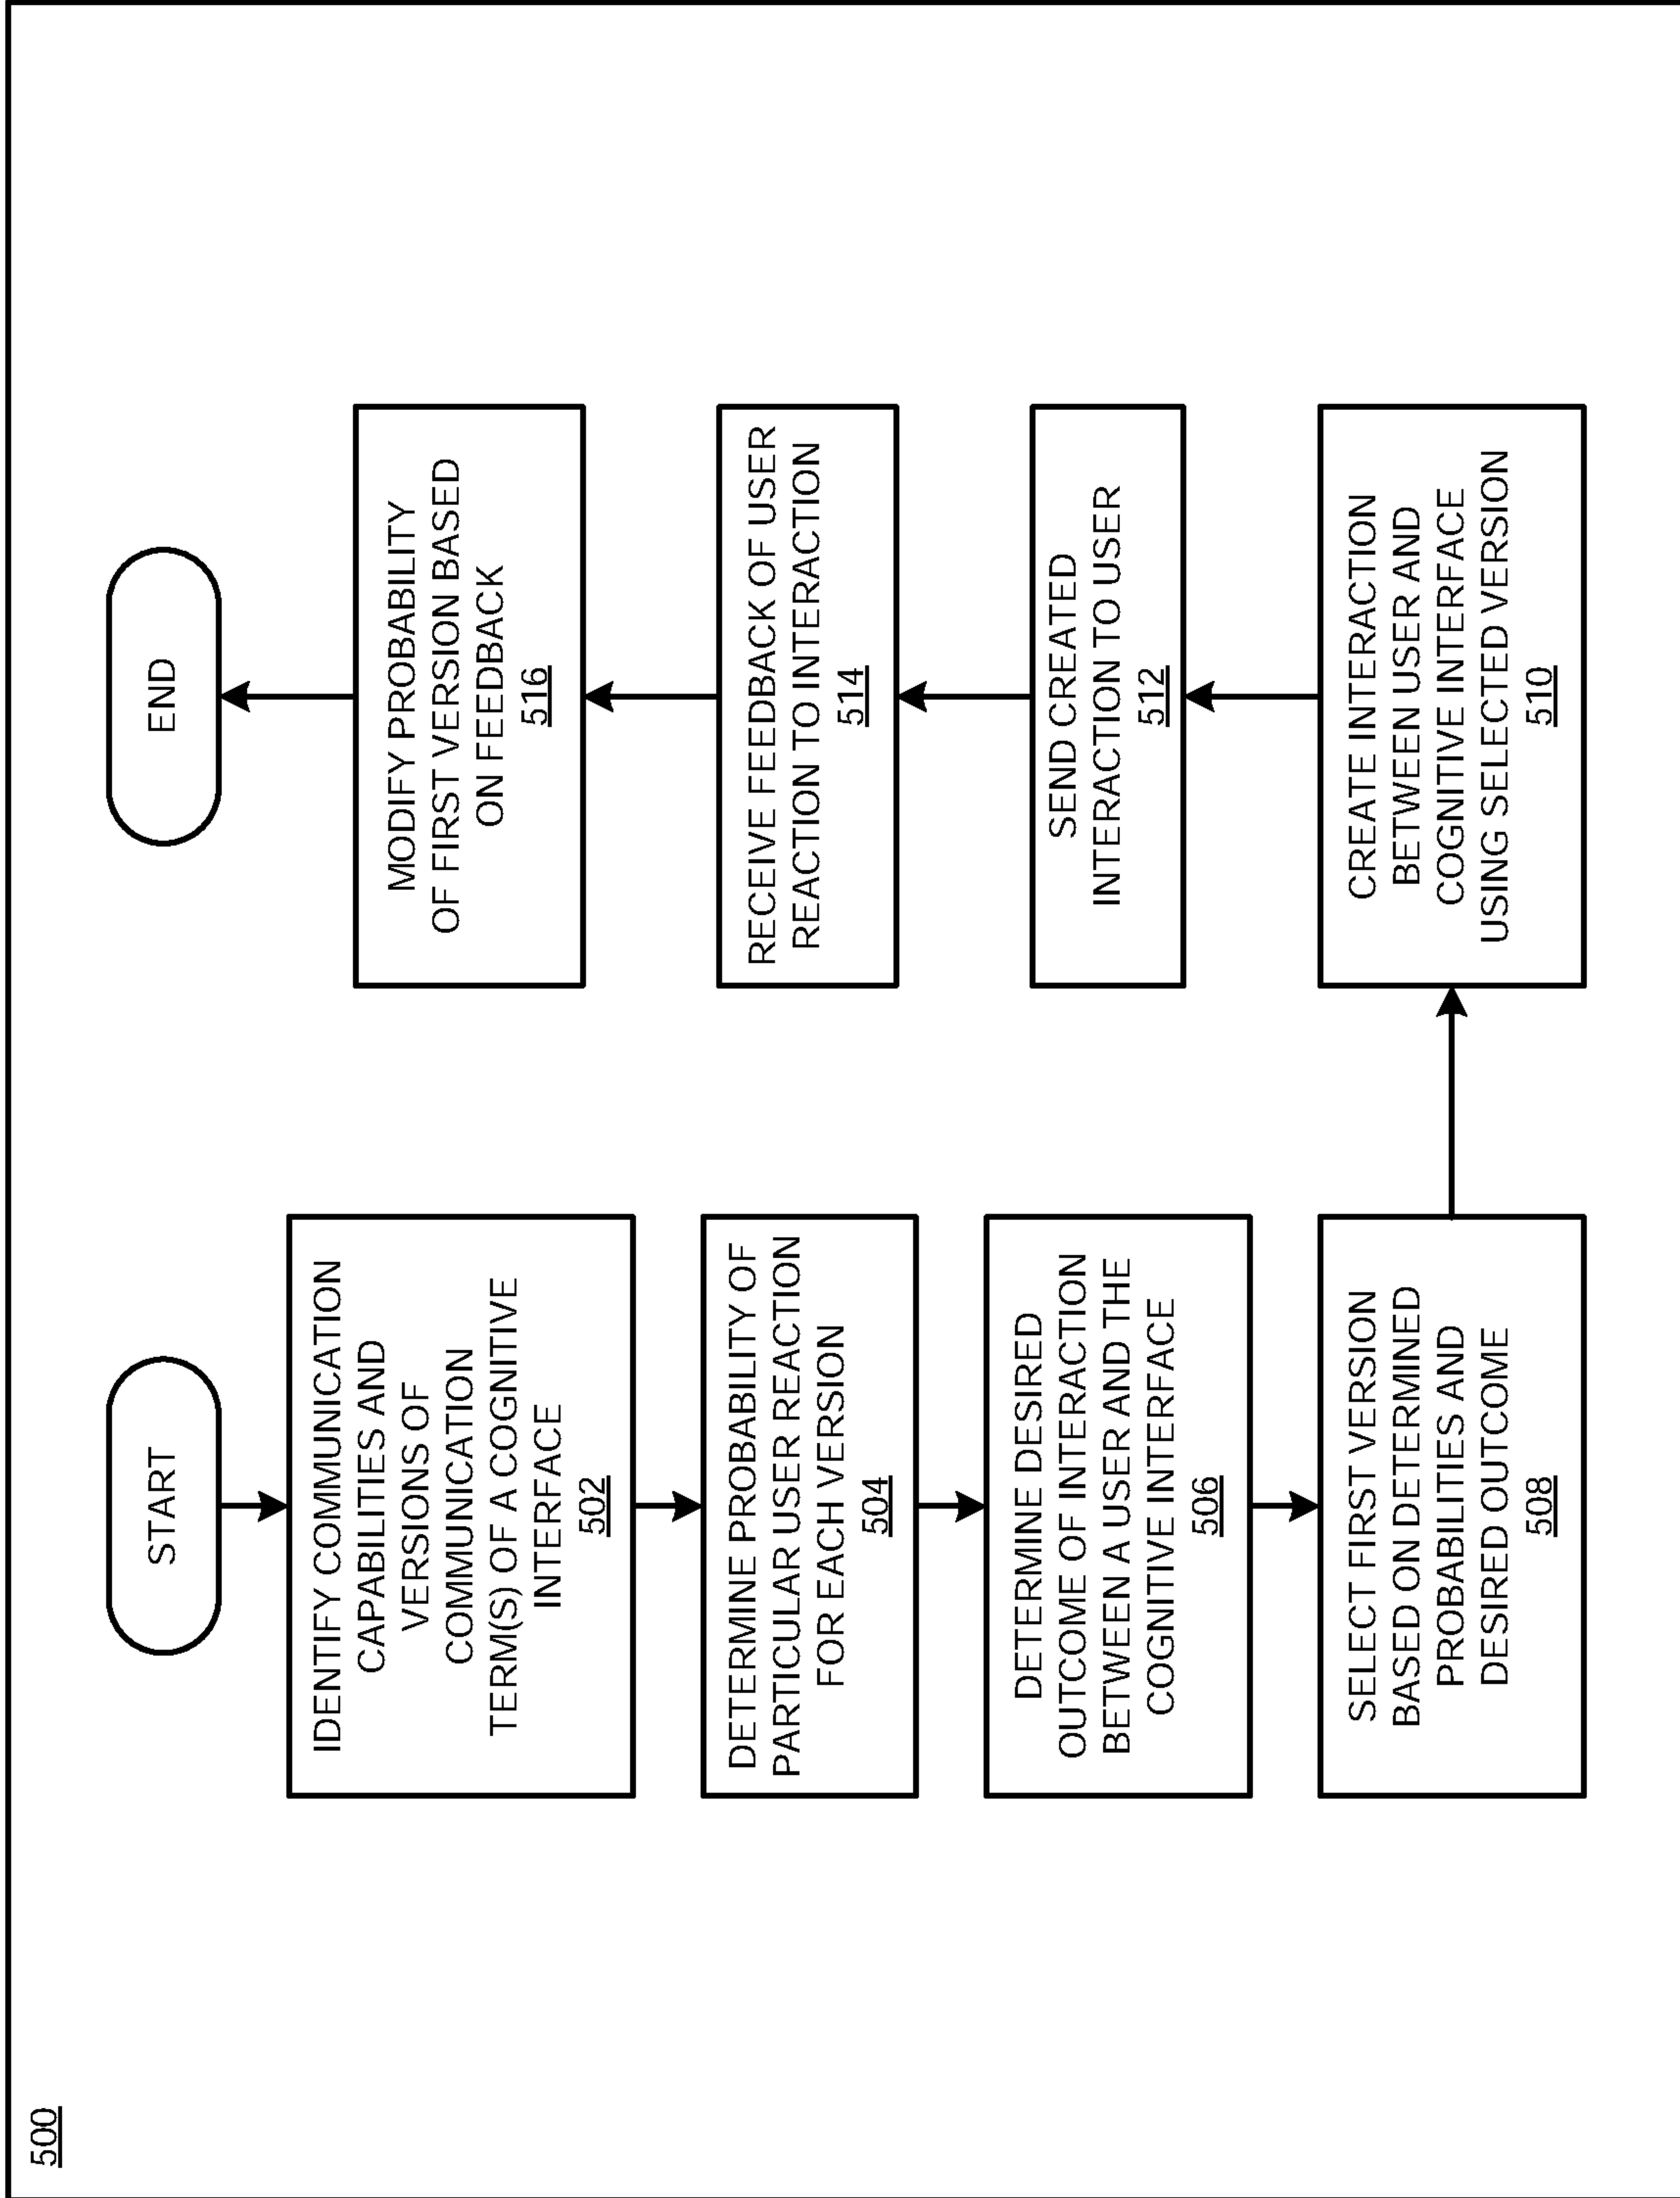 500
START
IDENTIFY COMMUNICATION
CAPABILITIES AND
VERSIONS OF
COMMUNICATION
TERM(S) OF A COGNITIVE
INTERFACE
502
DETERMINE PROBABILITY OF
PARTICULAR USER REACTION
FOR EACH VERSION
504
DETERMINE DESIRED
OUTCOME OF INTERACTION
BETWEEN A USER AND THE
COGNITIVE INTERFACE
506
SELECT FIRST VERSION
BASED ON DETERMINED
PROBABILITIES AND
DESIRED OUTCOME
508
CREATE INTERACTION
BETWEEN USER AND
COGNITIVE INTERFACE
USING SELECTED VERSION
510
SEND CREATED
INTERACTION TO USER
512
RECEIVE FEEDBACK OF USER
REACTION TO INTERACTION
514
MODIFY PROBABILITY
OF FIRST VERSION BASED
ON FEEDBACK
516
END